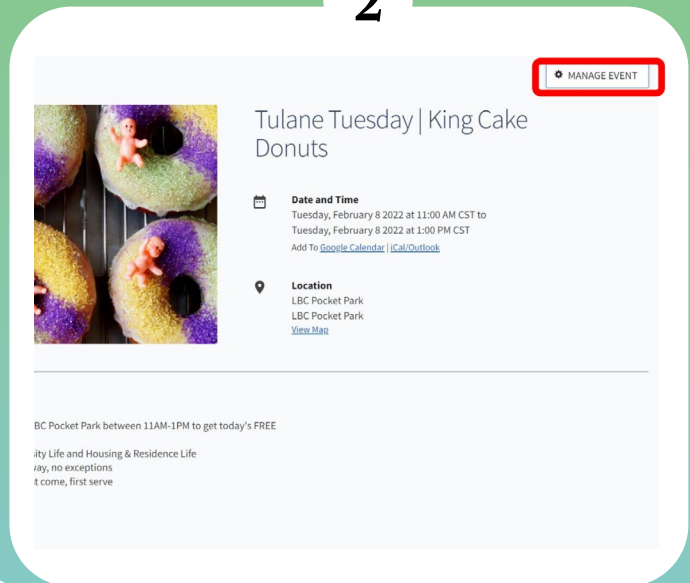 2
MANAGE EVENT
Tulane Tuesday | King Cake
Donuts
Date and Time
Tuesday, February 8 2022 at 11:00 AM CST to
Tuesday, February 8 2022 at 1:00 PM CST
Add To Google Calendar | iCal/Outlook
Location
LBC Pocket Park
LBC Pocket Park
View Map
BC Pocket Park between 11AM-1PM to get today's FREE
ity Life and Housing & Residence Life
way, no exceptions
t come, first serve